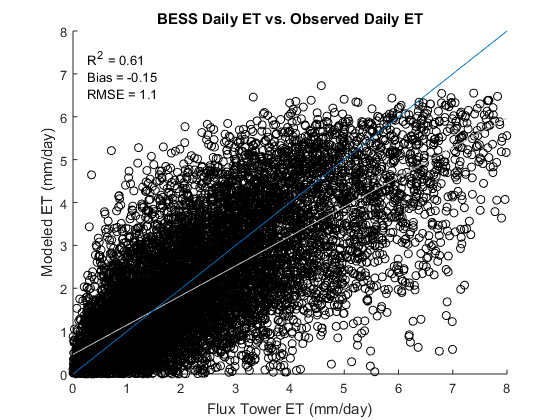 BESS Daily ET vs. Observed Daily ET
R² = 0.61
Bias = -0.15
RMSE = 1.1
Modeled ET (mm/day)
8
7
6
5
4
3
2
1
0
0 1 2 3 4 5 6 7 8
Flux Tower ET (mm/day)